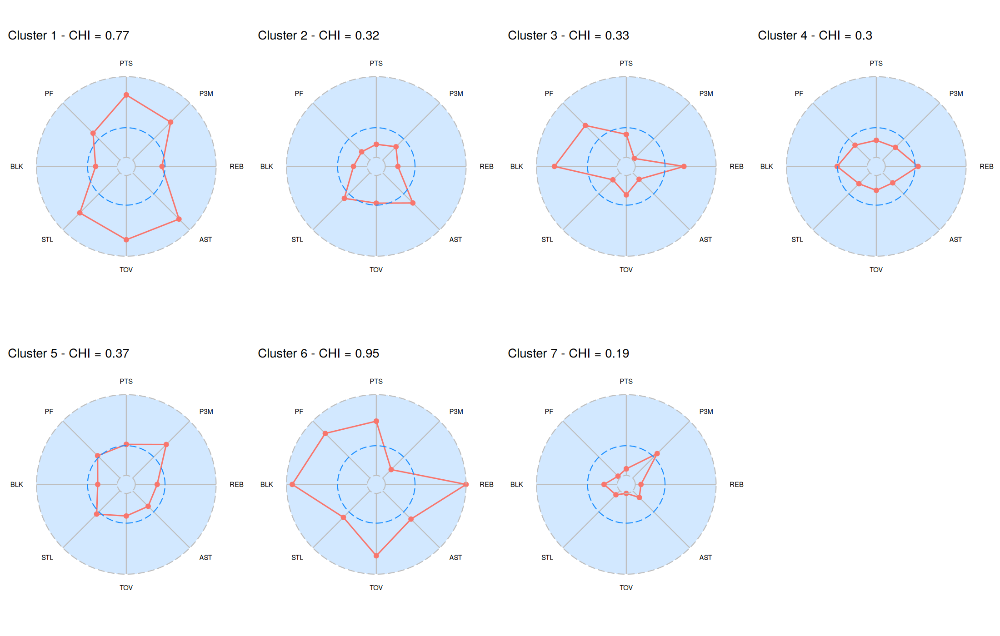 Cluster 1 - CHI = 0.77
PTS
PF
P3M
BLK
REB
STL
AST
TOV
Cluster 2 - CHI = 0.32
PTS
PF
P3M
BLK
REB
STL
AST
TOV
Cluster 3 - CHI = 0.33
PTS
PF
P3M
BLK
REB
STL
AST
TOV
Cluster 4 - CHI = 0.3
PTS
PF
P3M
BLK
REB
STL
AST
TOV
Cluster 5 - CHI = 0.37
PTS
PF
P3M
BLK
REB
STL
AST
TOV
Cluster 6 - CHI = 0.95
PTS
PF
P3M
BLK
REB
STL
AST
TOV
Cluster 7 - CHI = 0.19
PTS
PF
P3M
BLK
REB
STL
AST
TOV